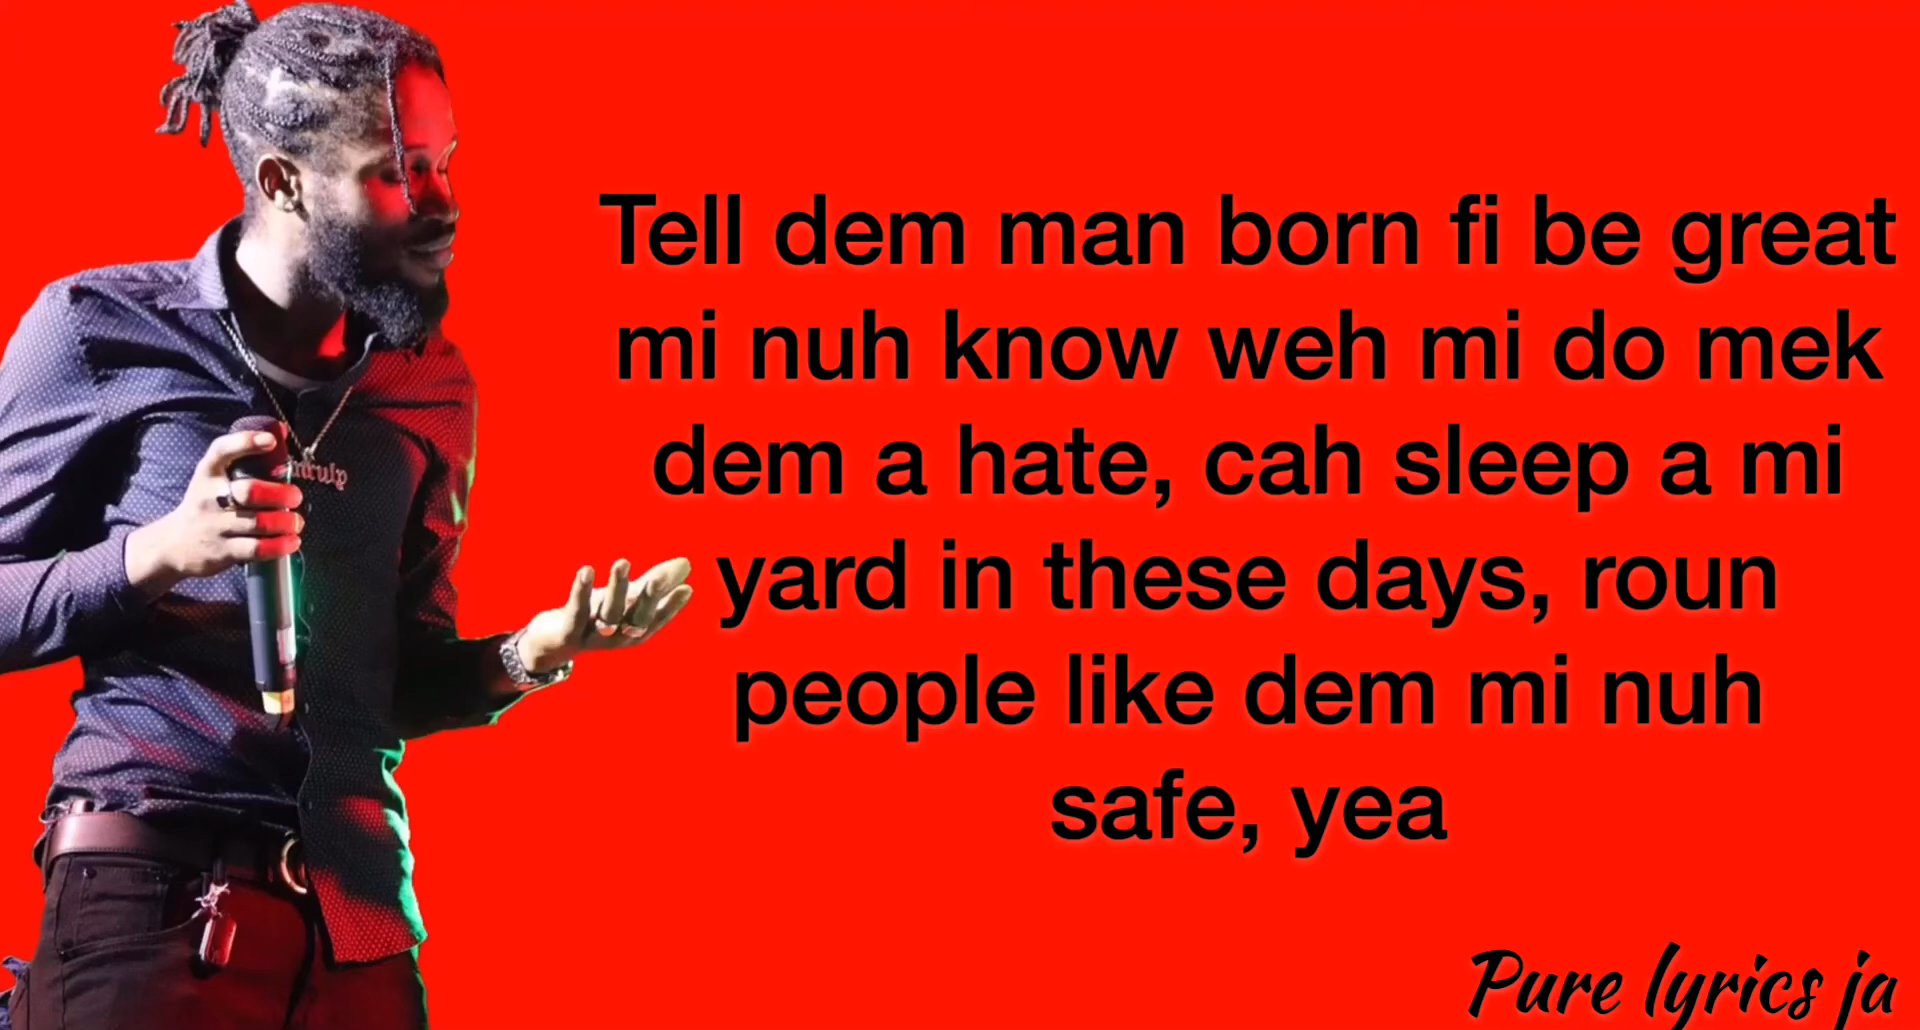 Tell dem man born fi be great
mi nuh know weh mi do mek
dem a hate, cah sleep a mi
yard in these days, roun
people like dem mi nuh
safe, yea
Pure lyrics ja